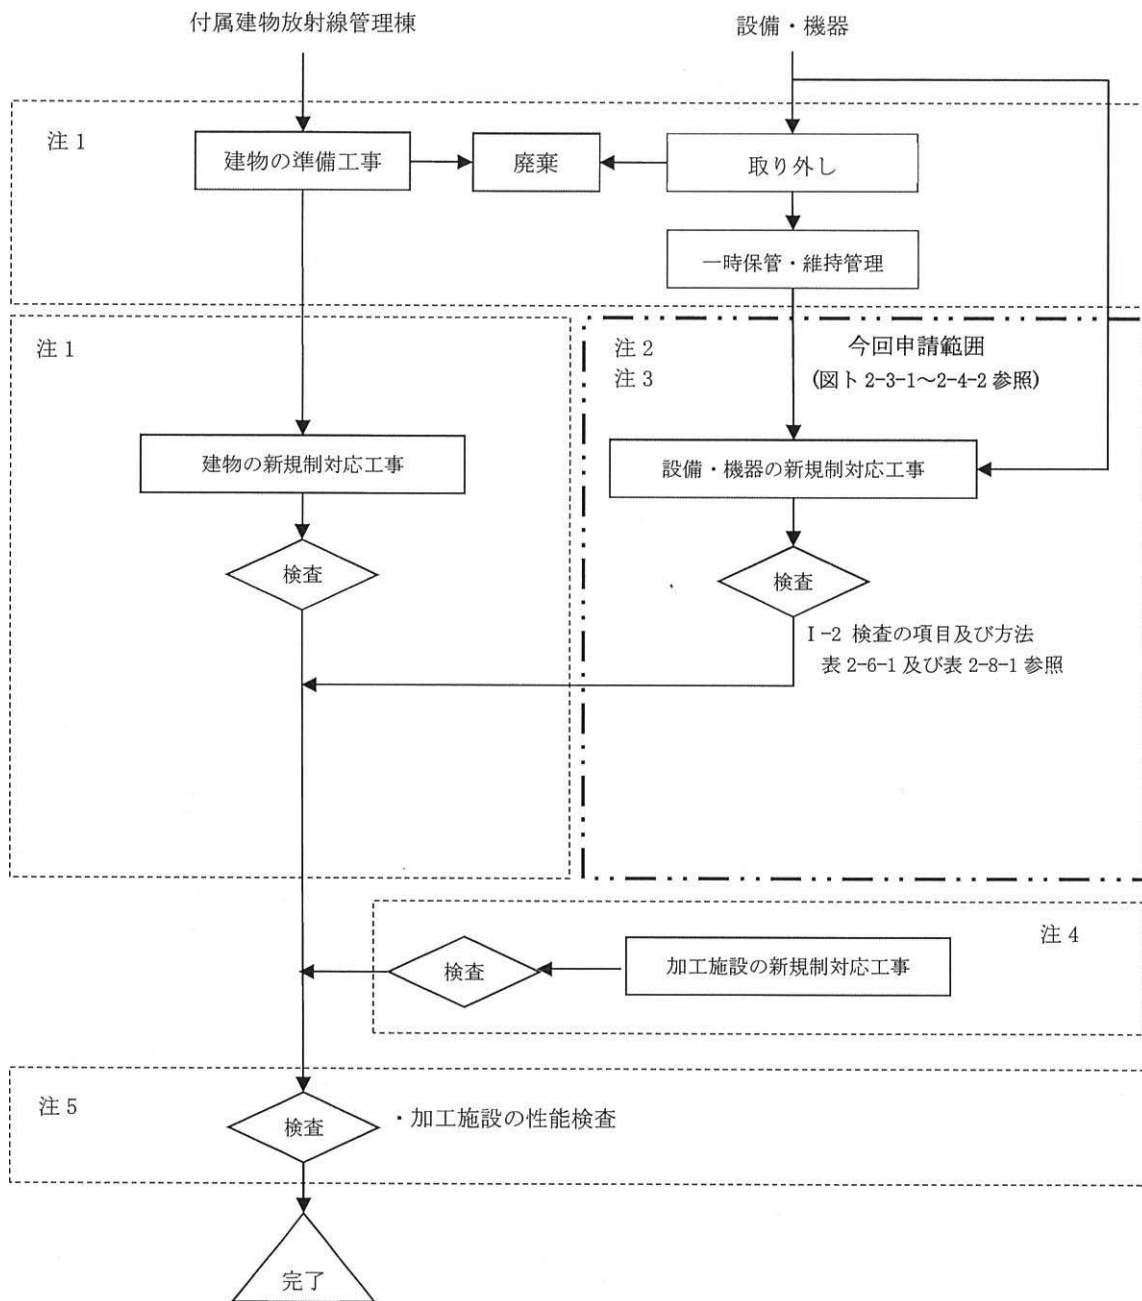 付属建物放射線管理棟
設備・機器
注 1
建物の準備工事
廃棄
取り外し
一時保管・維持管理
注 1
建物の新規制対応工事
検査
注 2
注 3
今回申請範囲
(図ト 2-3-1～2-4-2 参照)
設備・機器の新規制対応工事
検査
Ⅰ-2 検査の項目及び方法
表 2-6-1 及び表 2-8-1 参照
注 4
検査
加工施設の新規制対応工事
注 5
検査
・加工施設の性能検査
完了